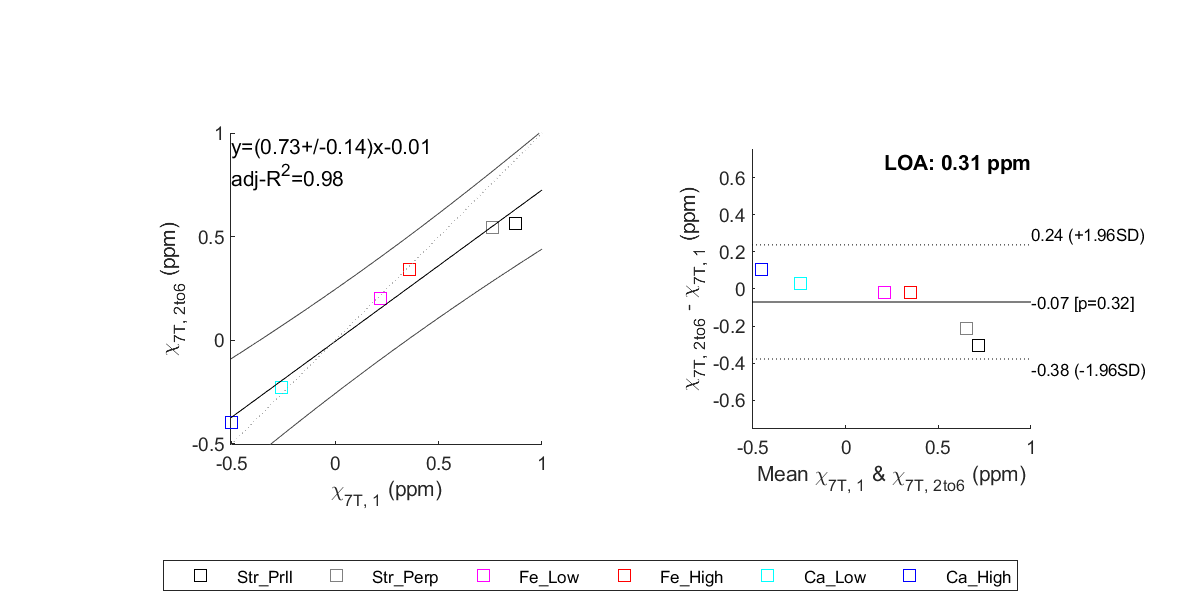 y=(0.73+/-0.14)x-0.01
adj-R²=0.98
1
0.5
0
-0.5
-0.5 0 0.5 1
χ7T, 2to6 (ppm)
χ7T, 1 (ppm)
LOA: 0.31 ppm
0.6
0.4
0.2
0
-0.2
-0.4
-0.6
-0.5 0 0.5 1
χ7T, 2to6 - χ7T, 1 (ppm)
Mean χ7T, 1 & χ7T, 2to6 (ppm)
0.24 (+1.96SD)
-0.07 [p=0.32]
-0.38 (-1.96SD)
Str_Prll Str_Perp Fe_Low Fe_High Ca_Low Ca_High